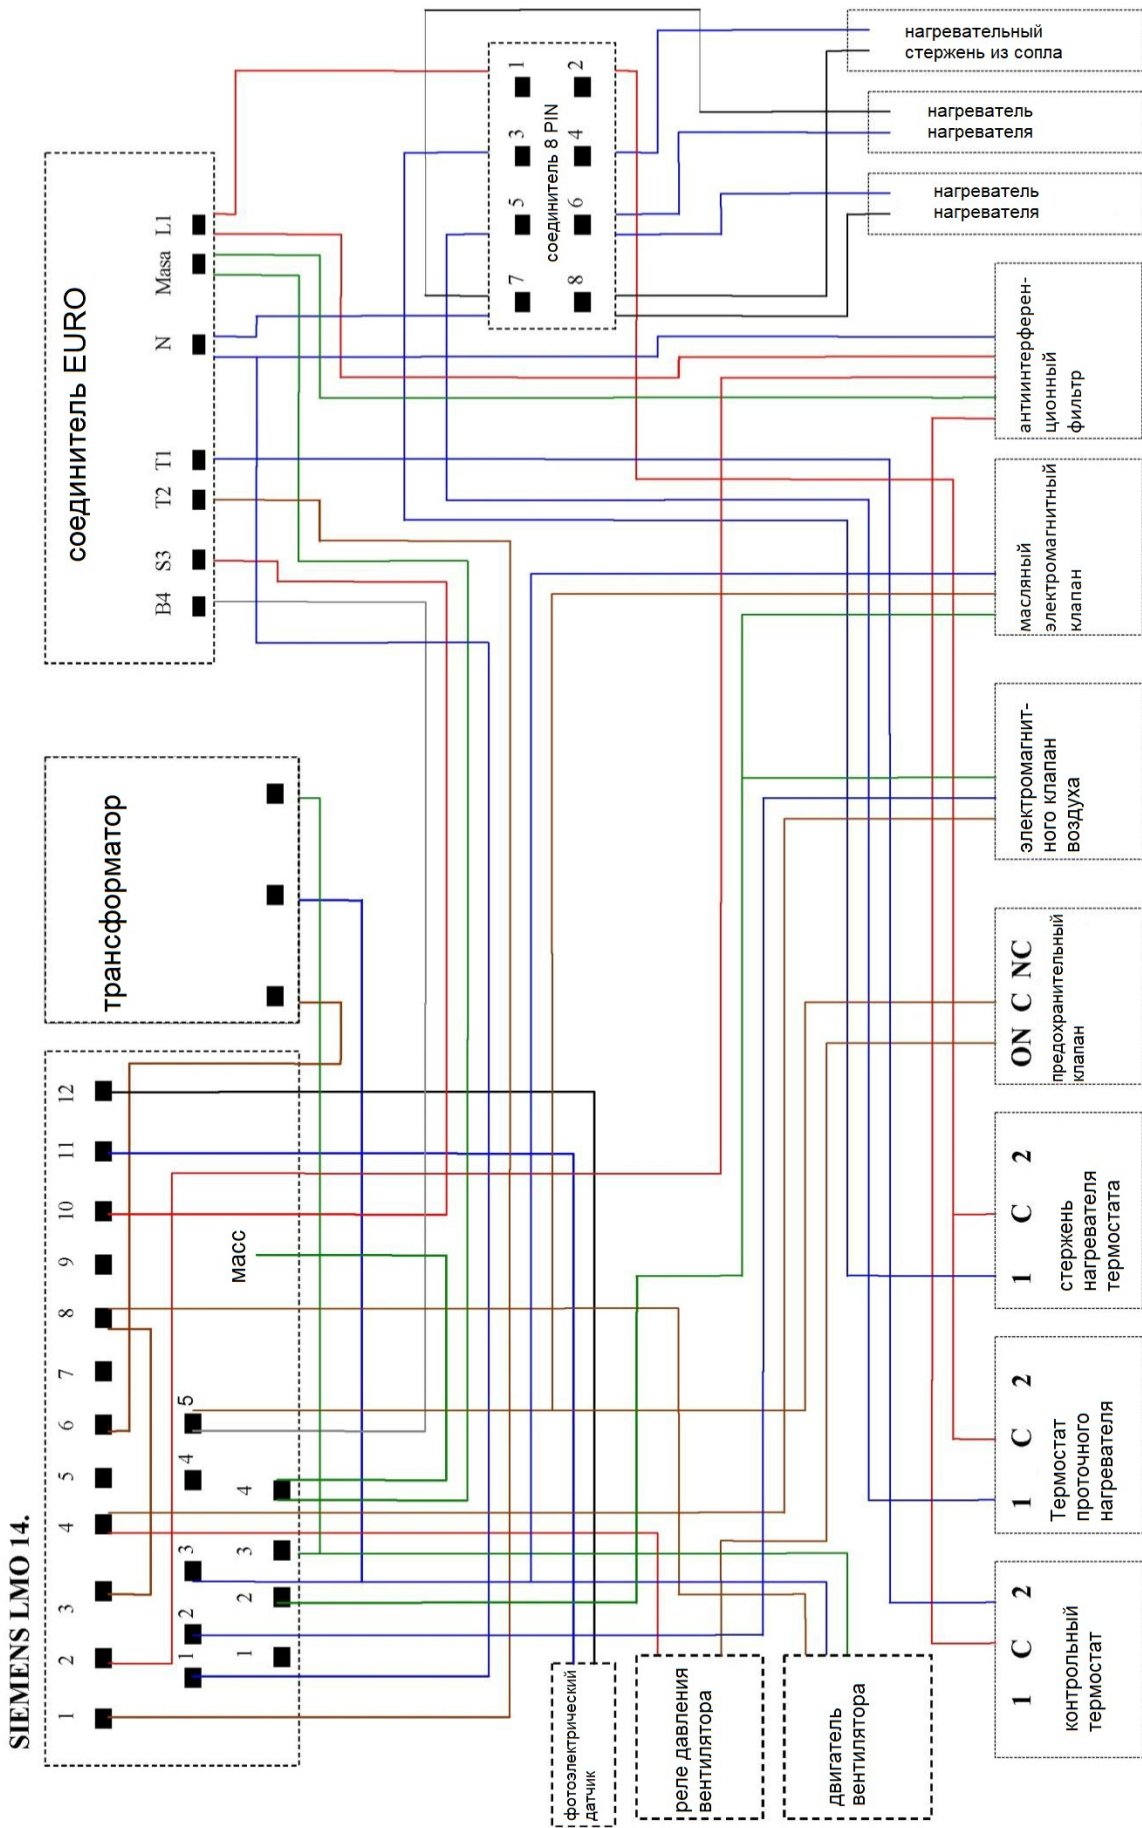 SIEMENS LMO 14.
1
2
3
4
5
6
7
8
9
10
11
12
1
2
3
4
5
1
2
3
4
масс
трансформатор
соединитель EURO
B4
S3
T2
T1
N
Masa
L1
соединитель 8 PIN
1
3
5
7
2
4
6
8
нагревательный
стержень из сопла
нагреватель
нагревателя
нагреватель
нагревателя
антиинтерферен-
ционный
фильтр
масляный
электромагнитный
клапан
электромагнит-
ного клапан
воздуха
ON C NC
предохранительный
клапан
1 C 2
стержень
нагревателя
термостата
1 C 2
Термостат
проточного
нагревателя
1 C 2
контрольный
термостат
фотоэлектрический
датчик
реле давления
вентилятора
двигатель
вентилятора